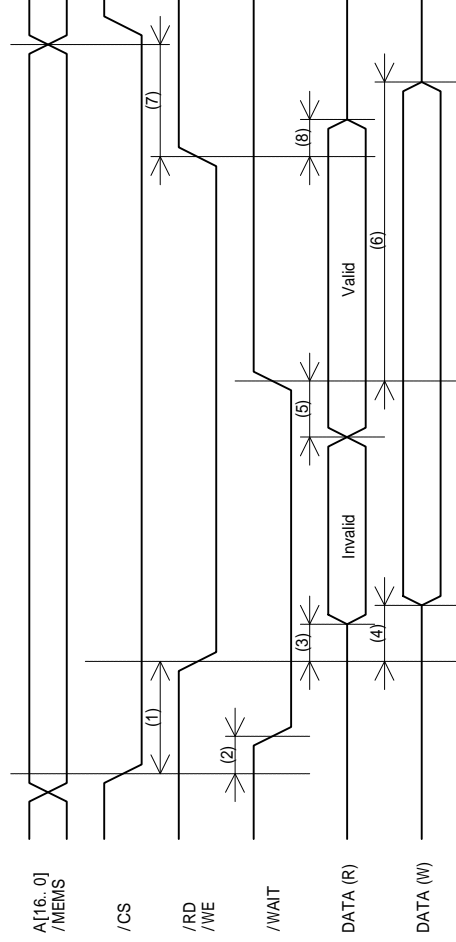 A[16.. 0]
/MEMS
/CS
(7)
(1)
/RD
/WE
(2)
/WAIT
(8)
(5)
(3)
Valid
Invalid
DATA (R)
(6)
(4)
DATA (W)